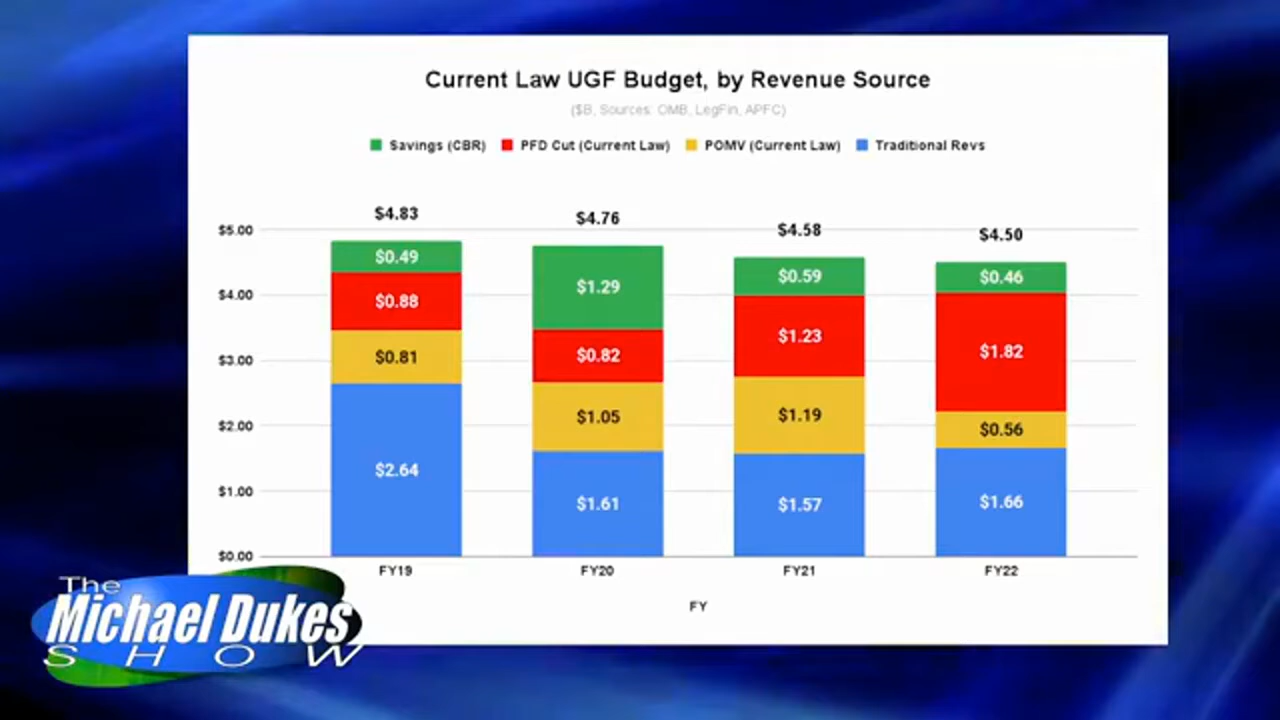 Current Law UGF Budget, by Revenue Source
($B, Sources: OMB, LegFin, APFC)
Savings (CBR) PFD Cut (Current Law) POMV (Current Law) Traditional Revs
$4.83 $4.76 $4.58 $4.50
$5.00
$0.49 $1.29 $0.59 $0.46
$4.00
$0.88 $0.82 $1.23 $1.82
$3.00
$0.81 $1.05 $1.19 $0.56
$2.00
$2.64 $1.61 $1.57 $1.66
$1.00
$0.00
FY19 FY20 FY21 FY22
FY
The
Michael Dukes
SHOW